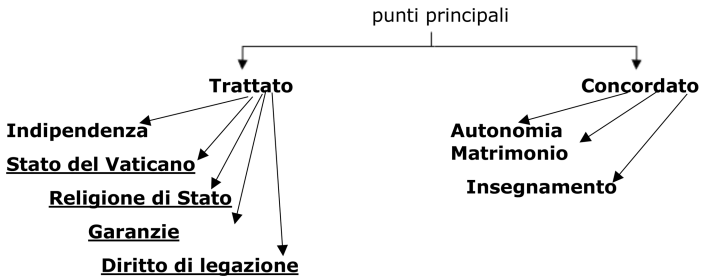 punti principali
Trattato
Concordato
Indipendenza
Stato del Vaticano
Religione di Stato
Garanzie
Diritto di legazione
Autonomia
Matrimonio
Insegnamento